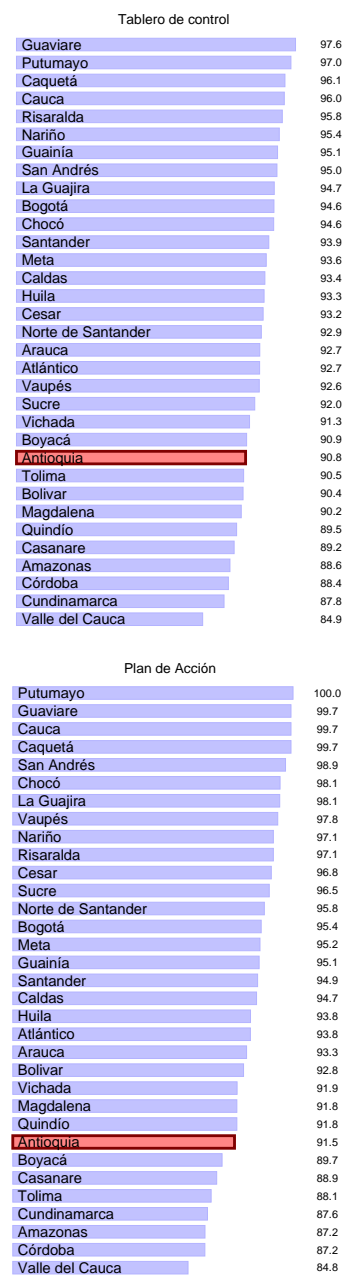 Tablero de control
Guaviare 97.6
Putumayo 97.0
Caquetá 96.1
Cauca 96.0
Risaralda 95.8
Nariño 95.4
Guainía 95.1
San Andrés 95.0
La Guajira 94.7
Bogotá 94.6
Chocó 94.6
Santander 93.9
Meta 93.6
Caldas 93.4
Huila 93.3
Cesar 93.2
Norte de Santander 92.9
Arauca 92.7
Atlántico 92.7
Vaupés 92.6
Sucre 92.0
Vichada 91.3
Boyacá 90.9
Antioquia 90.8
Tolima 90.5
Bolivar 90.4
Magdalena 90.2
Quindío 89.5
Casanare 89.2
Amazonas 88.6
Córdoba 88.4
Cundinamarca 87.8
Valle del Cauca 84.9
Plan de Acción
Putumayo 100.0
Guaviare 99.7
Cauca 99.7
Caquetá 99.7
San Andrés 98.9
Chocó 98.1
La Guajira 98.1
Vaupés 97.8
Nariño 97.1
Risaralda 97.1
Cesar 96.8
Sucre 96.5
Norte de Santander 95.8
Bogotá 95.4
Meta 95.2
Guainía 95.1
Santander 94.9
Caldas 94.7
Huila 93.8
Atlántico 93.8
Arauca 93.3
Bolivar 92.8
Vichada 91.9
Magdalena 91.8
Quindío 91.8
Antioquia 91.5
Boyacá 89.7
Casanare 88.9
Tolima 88.1
Cundinamarca 87.6
Amazonas 87.2
Córdoba 87.2
Valle del Cauca 84.8